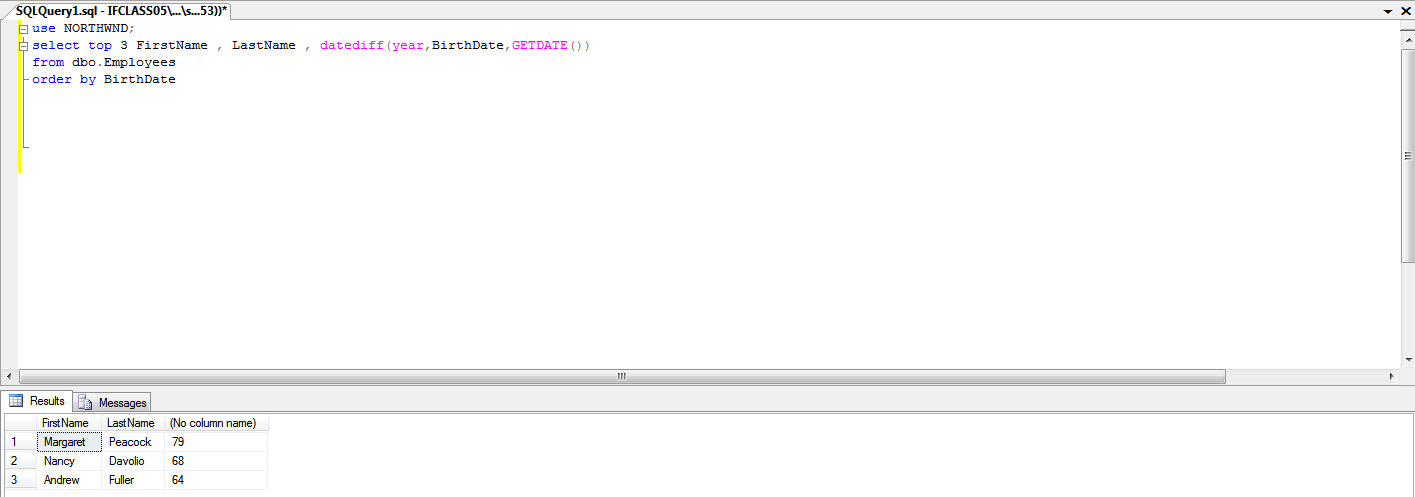 SQLQuery1.sql - IFCLASS05\...\s...53))*
use NORTHWND;
select top 3 FirstName , LastName , datediff(year,BirthDate,GETDATE())
from dbo.Employees
order by BirthDate
Results Messages
FirstName LastName (No column name)
1 Margaret Peacock 79
2 Nancy Davolio 68
3 Andrew Fuller 64